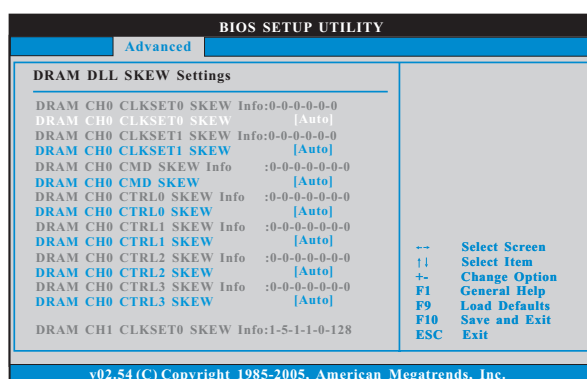 BIOS SETUP UTILITY
Advanced
DRAM DLL SKEW Settings
DRAM CH0 CLKSET0 SKEW Info:0-0-0-0-0-0
DRAM CH0 CLKSET0 SKEW [Auto]
DRAM CH0 CLKSET1 SKEW Info:0-0-0-0-0-0
DRAM CH0 CLKSET1 SKEW [Auto]
DRAM CH0 CMD SKEW Info :0-0-0-0-0-0
DRAM CH0 CMD SKEW [Auto]
DRAM CH0 CTRL0 SKEW Info :0-0-0-0-0-0
DRAM CH0 CTRL0 SKEW [Auto]
DRAM CH0 CTRL1 SKEW Info :0-0-0-0-0-0
DRAM CH0 CTRL1 SKEW [Auto]
DRAM CH0 CTRL2 SKEW Info :0-0-0-0-0-0
DRAM CH0 CTRL2 SKEW [Auto]
DRAM CH0 CTRL3 SKEW Info :0-0-0-0-0-0
DRAM CH0 CTRL3 SKEW [Auto]
DRAM CH1 CLKSET0 SKEW Info:1-5-1-1-0-128
←→ Select Screen
↑↓ Select Item
+- Change Option
F1 General Help
F9 Load Defaults
F10 Save and Exit
ESC Exit
v02.54 (C) Copyright 1985-2005, American Megatrends, Inc.